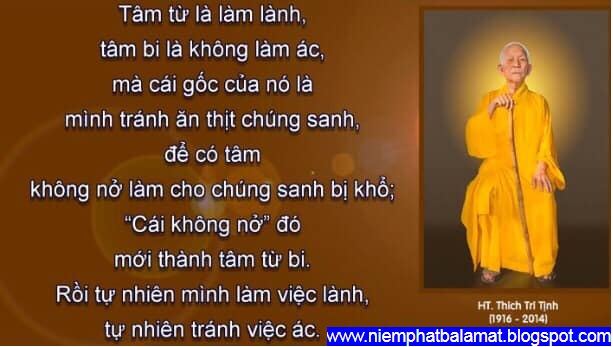 Tâm từ là làm lành,
tâm bi là không làm ác,
mà cái gốc của nó là
mình tránh ăn thịt chúng sanh,
để có tâm
không nở làm cho chúng sanh bị khổ;
“Cái không nở” đó
mới thành tâm từ bi.
Rồi tự nhiên mình làm việc lành,
tự nhiên tránh việc ác.
HT. Thích Trí Tịnh
(1916 - 2014)
www.niemphatbalamat.blogspot.com